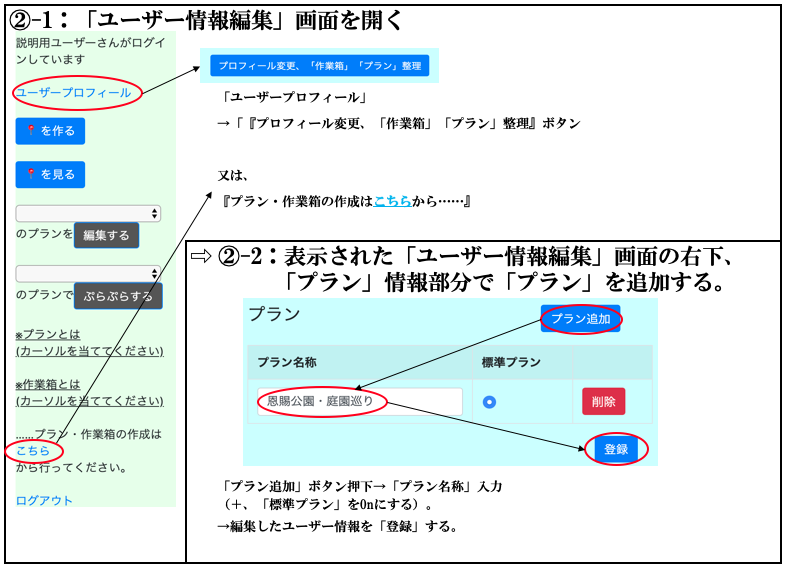 ②-1：「ユーザー情報編集」画面を開く
説明用ユーザーさんがログイ
ンしています
ユーザープロフィール
を作る
を見る
のプランを 編集する
のプランで ぷらぷらする
※プランとは
(カーソルを当ててください)
※作業箱とは
(カーソルを当ててください)
……プラン・作業箱の作成は
こちら
から行ってください。
ログアウト
プロフィール変更、「作業箱」「プラン」整理
「ユーザープロフィール」
→「『プロフィール変更、「作業箱」「プラン」整理』ボタン
又は、
『プラン・作業箱の作成はこちらから……』
⇨ ②-2：表示された「ユーザー情報編集」画面の右下、
「プラン」情報部分で「プラン」を追加する。
プラン
プラン追加
プラン名称 標準プラン
恩賜公園・庭園巡り 削除
登録
「プラン追加」ボタン押下→「プラン名称」入力
（＋、「標準プラン」をOnにする）。
→編集したユーザー情報を「登録」する。